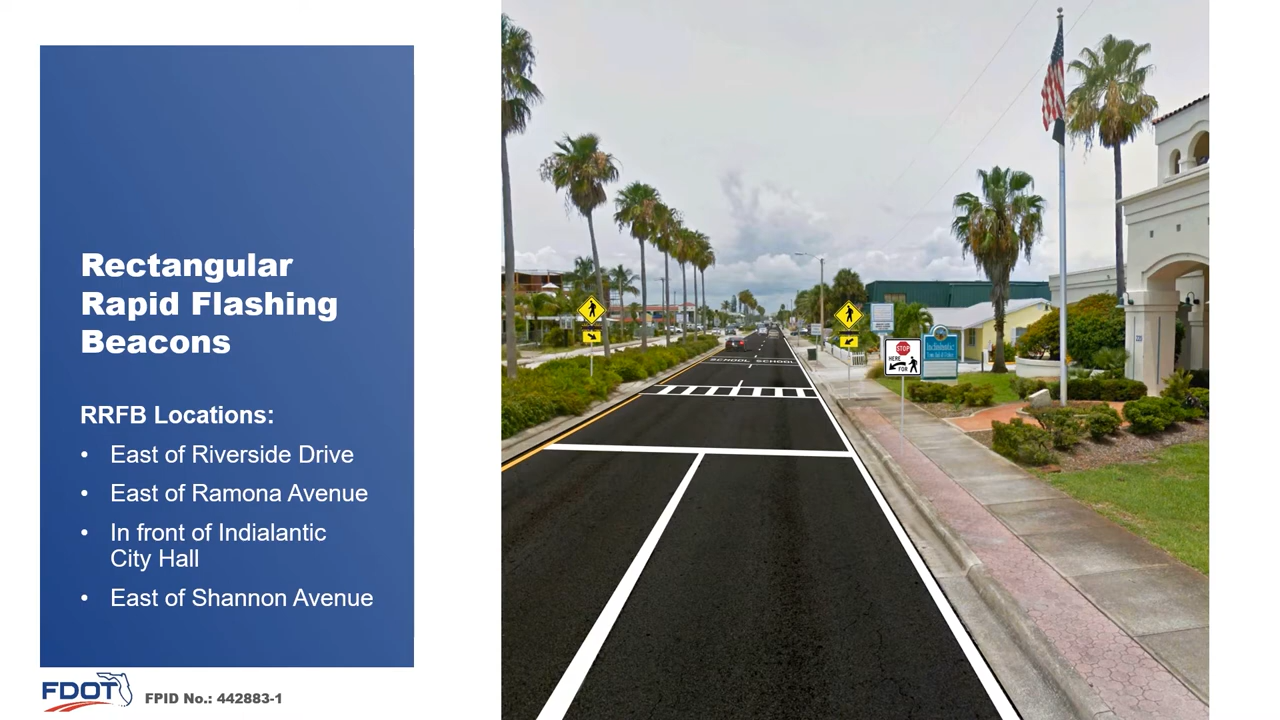 Rectangular
Rapid Flashing
Beacons
RRFB Locations:
• East of Riverside Drive
• East of Ramona Avenue
• In front of Indialantic
City Hall
• East of Shannon Avenue
FDOT
FPID No.: 442883-1
SCHOOL SCHOOL
STOP
HERE
FOR